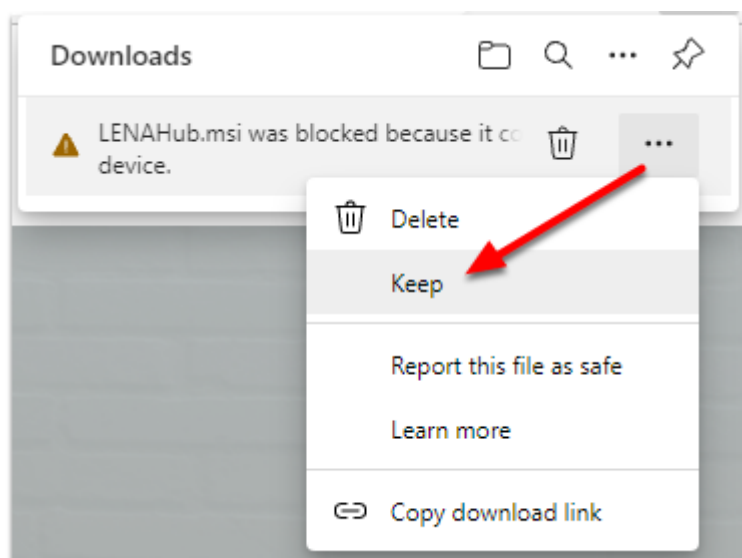 Downloads
LENAHub.msi was blocked because it
device.
Delete
Keep
Report this file as safe
Learn more
Copy download link